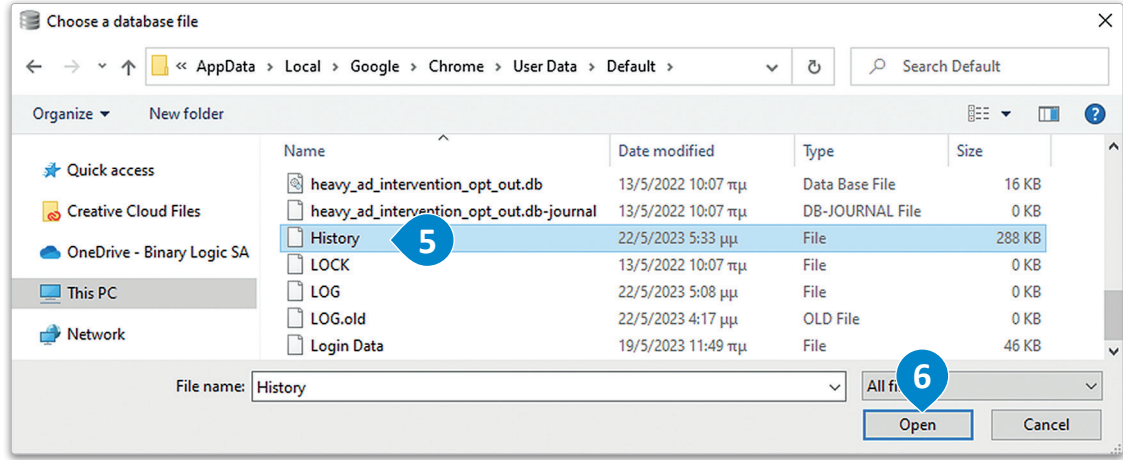 Choose a database file
« AppData › Local › Google › Chrome › User Data › Default ›
Search Default
Organize
New folder
Name Date modified Type Size
Quick access
Creative Cloud Files
OneDrive - Binary Logic SA
This PC
Network
heavy_ad_intervention_opt_out.db 13/5/2022 10:07 πμ Data Base File 16 KB
heavy_ad_intervention_opt_out.db-journal 13/5/2022 10:07 πμ DB-JOURNAL File 0 KB
History 5 22/5/2023 5:33 μμ File 288 KB
LOCK 13/5/2022 10:07 πμ File 0 KB
LOG 22/5/2023 5:08 μμ File 0 KB
LOG.old 22/5/2023 4:17 μμ OLD File 0 KB
Login Data 19/5/2023 11:49 πμ File 46 KB
File name: History
All
6
Open Cancel